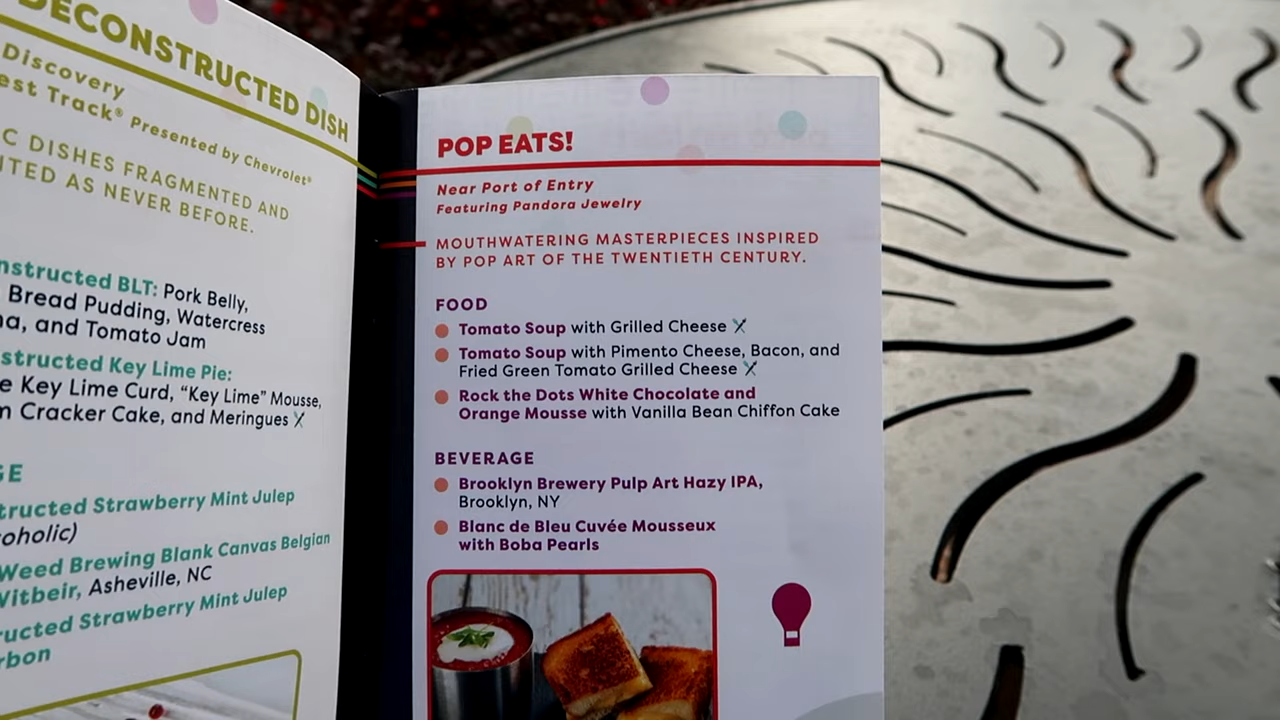 DECONSTRUCTED DISH
Discovery
est Track® Presented by Chevrolet®
C DISHES FRAGMENTED AND
NTED AS NEVER BEFORE.
nstructed BLT: Pork Belly,
Bread Pudding, Watercress
na, and Tomato Jam
structed Key Lime Pie:
e Key Lime Curd, “Key Lime” Mousse,
m Cracker Cake, and Meringues
GE
tructed Strawberry Mint Julep
oholic)
Weed Brewing Blank Canvas Belgian
Witbeir, Asheville, NC
ructed Strawberry Mint Julep
rbon
POP EATS!
Near Port of Entry
Featuring Pandora Jewelry
MOUTHWATERING MASTERPIECES INSPIRED
BY POP ART OF THE TWENTIETH CENTURY.
FOOD
Tomato Soup with Grilled Cheese
Tomato Soup with Pimento Cheese, Bacon, and
Fried Green Tomato Grilled Cheese
Rock the Dots White Chocolate and
Orange Mousse with Vanilla Bean Chiffon Cake
BEVERAGE
Brooklyn Brewery Pulp Art Hazy IPA,
Brooklyn, NY
Blanc de Bleu Cuvée Mousseux
with Boba Pearls